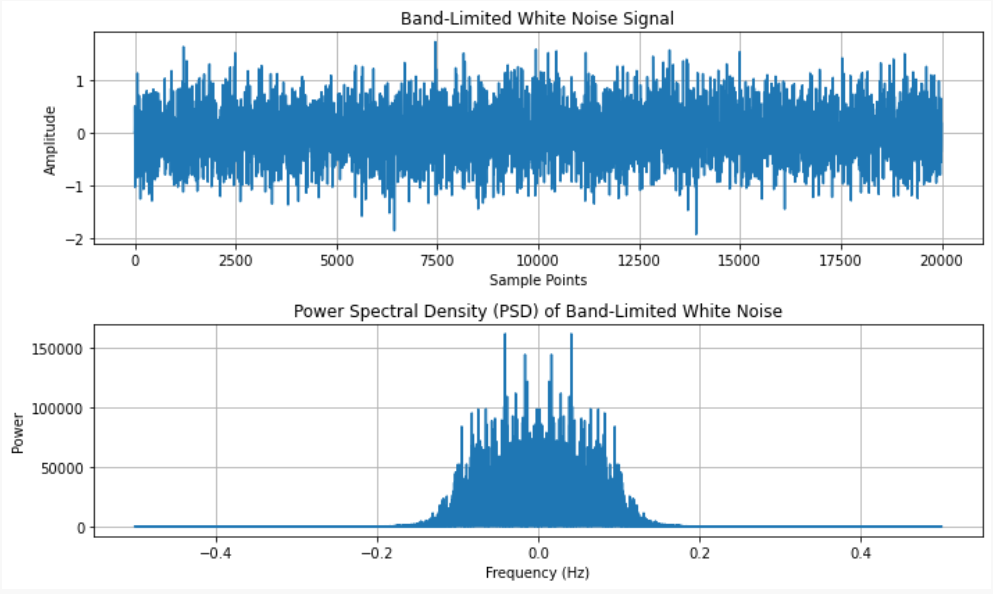 Band-Limited White Noise Signal
1
0
−1
−2
Amplitude
0 2500 5000 7500 10000 12500 15000 17500 20000
Sample Points
Power Spectral Density (PSD) of Band-Limited White Noise
150000
100000
50000
0
Power
−0.4 −0.2 0.0 0.2 0.4
Frequency (Hz)